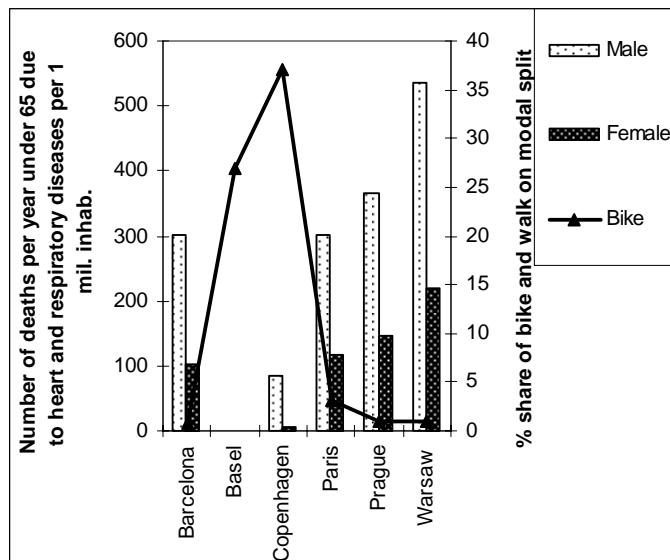 Number of deaths per year under 65 due
to heart and respiratory diseases per 1
mil. inhab.
600
500
400
300
200
100
0
40
35
30
25
20
15
10
5
0
% share of bike and walk on modal split
Barcelona
Basel
Copenhagen
Paris
Prague
Warsaw
Male
Female
Bike